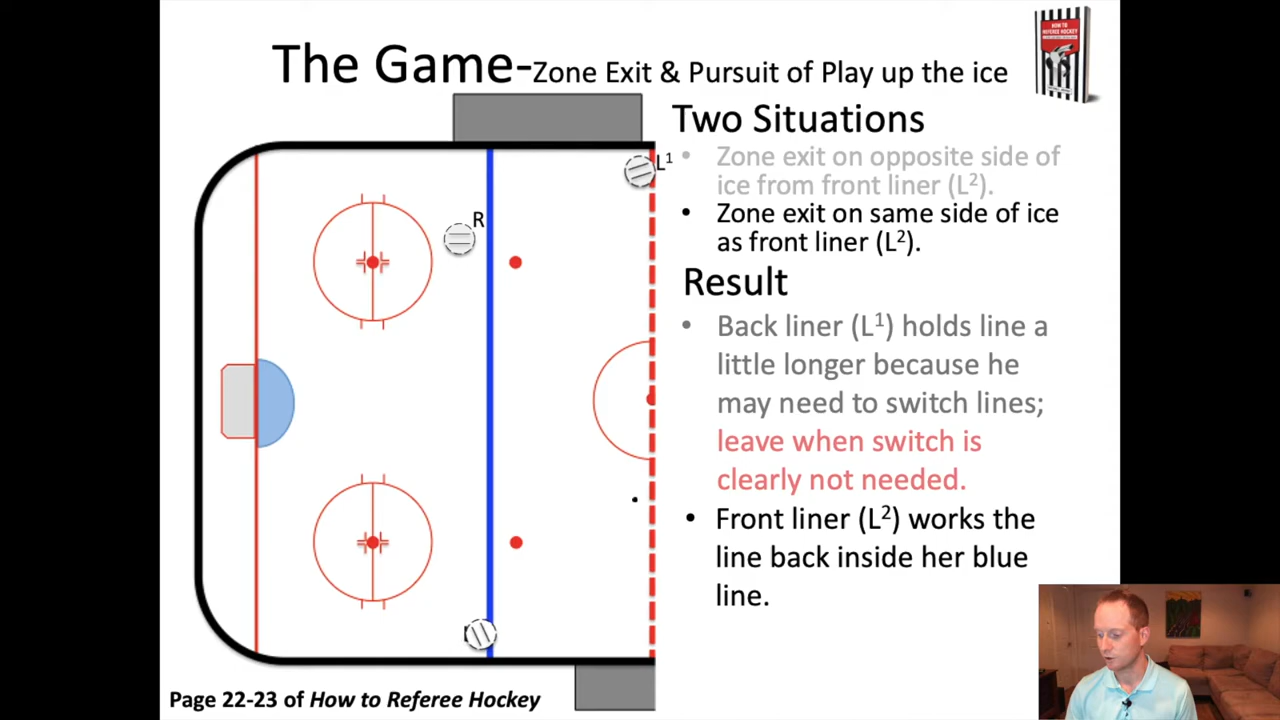 The Game-Zone Exit & Pursuit of Play up the ice
HOW TO
REFEREE HOCKEY
Two Situations
• Zone exit on opposite side of
ice from front liner (L²).
• Zone exit on same side of ice
as front liner (L²).
Result
• Back liner (L¹) holds line a
little longer because he
may need to switch lines;
leave when switch is
clearly not needed.
• Front liner (L²) works the
line back inside her blue
line.
L¹
R
Page 22-23 of How to Referee Hockey